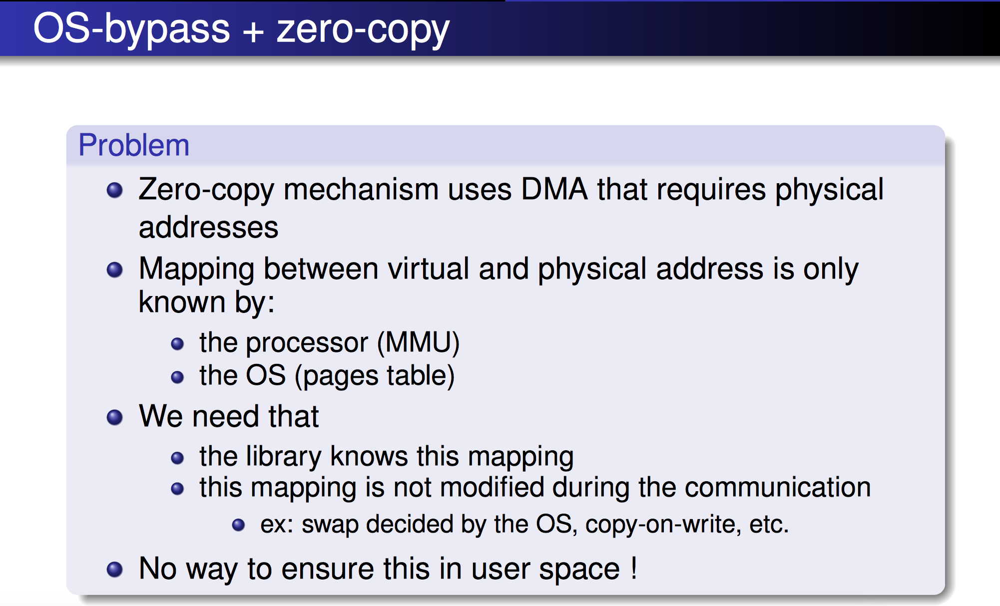 OS-bypass + zero-copy
Problem
Zero-copy mechanism uses DMA that requires physical
addresses
Mapping between virtual and physical address is only
known by:
the processor (MMU)
the OS (pages table)
We need that
the library knows this mapping
this mapping is not modified during the communication
ex: swap decided by the OS, copy-on-write, etc.
No way to ensure this in user space !